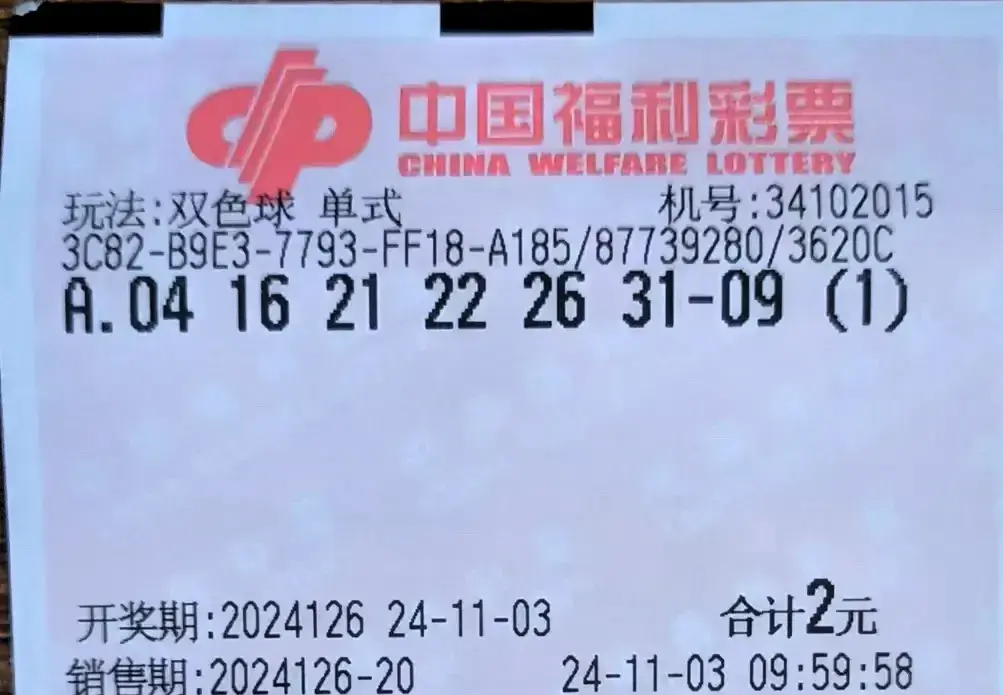 中国福利彩票
CHINA WELFARE LOTTERY
玩法:双色球 单式 机号:34102015
3C82-B9E3-7793-FF18-A185/87739280/3620C
A.04 16 21 22 26 31-09 (1)
开奖期:2024126 24-11-03 合计2元
销售期:2024126-20 24-11-03 09:59:58